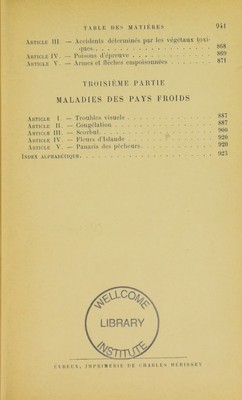 TABLE DES MATIÈRES 941
ARTICLE III. — Accidents déterminés par les végétaux toxi-
ques. 868
ARTICLE IV. — Poisons d'épreuve 869
ARTICLE V. — Armes et flèches empoisonnées 871
TROISIÈME PARTIE
MALADIES DES PAYS FROIDS
ARTICLE I. — Troubles visuels 887
ARTICLE II. — Congélation 887
ARTICLE III. — Scorbut. 900
ARTICLE IV. — Fleurs d'Islande 920
ARTICLE V. — Panaris des pêcheurs. 920
INDEX ALPHABÉTIQUE. 925
WELLCOME
LIBRARY
INSTITUTE
ÉVREUX, IMPRIMERIE DE CHARLES HÉRISSEY